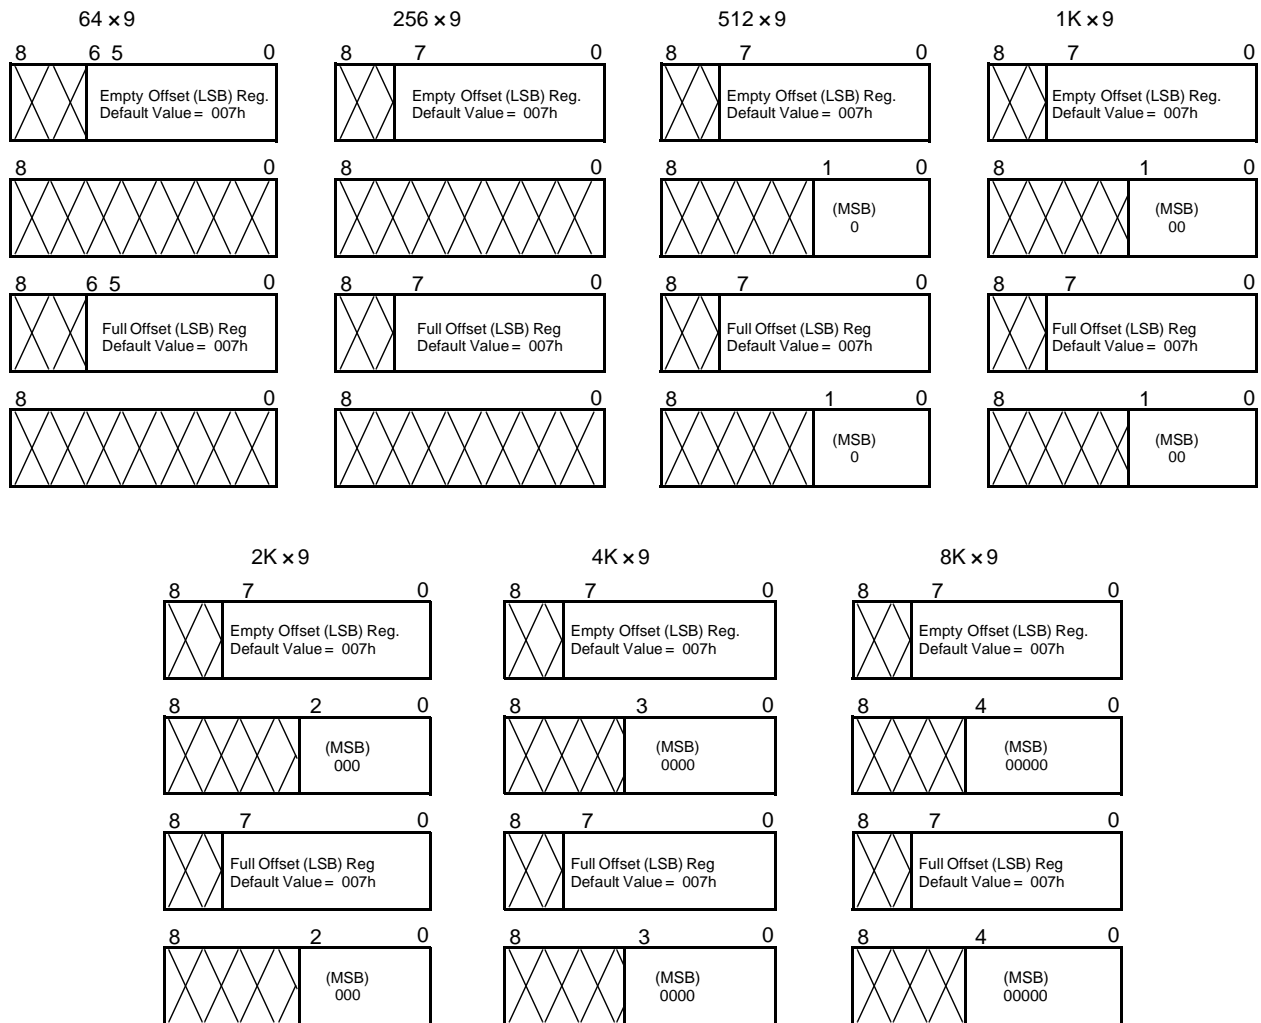 64 × 9
8 6 5 0
Empty Offset (LSB) Reg.
Default Value = 007h
8 0
8 6 5 0
Full Offset (LSB) Reg
Default Value = 007h
8 0
256 × 9
8 7 0
Empty Offset (LSB) Reg.
Default Value = 007h
8 0
8 7 0
Full Offset (LSB) Reg
Default Value = 007h
8 0
512 × 9
8 7 0
Empty Offset (LSB) Reg.
Default Value = 007h
8 1 0
(MSB)
0
8 7 0
Full Offset (LSB) Reg
Default Value = 007h
8 1 0
(MSB)
0
1K × 9
8 7 0
Empty Offset (LSB) Reg.
Default Value = 007h
8 1 0
(MSB)
00
8 7 0
Full Offset (LSB) Reg
Default Value = 007h
8 1 0
(MSB)
00
2K × 9
8 7 0
Empty Offset (LSB) Reg.
Default Value = 007h
8 2 0
(MSB)
000
8 7 0
Full Offset (LSB) Reg
Default Value = 007h
8 2 0
(MSB)
000
4K × 9
8 7 0
Empty Offset (LSB) Reg.
Default Value = 007h
8 3 0
(MSB)
0000
8 7 0
Full Offset (LSB) Reg
Default Value = 007h
8 3 0
(MSB)
0000
8K × 9
8 7 0
Empty Offset (LSB) Reg.
Default Value = 007h
8 4 0
(MSB)
00000
8 7 0
Full Offset (LSB) Reg
Default Value = 007h
8 4 0
(MSB)
00000